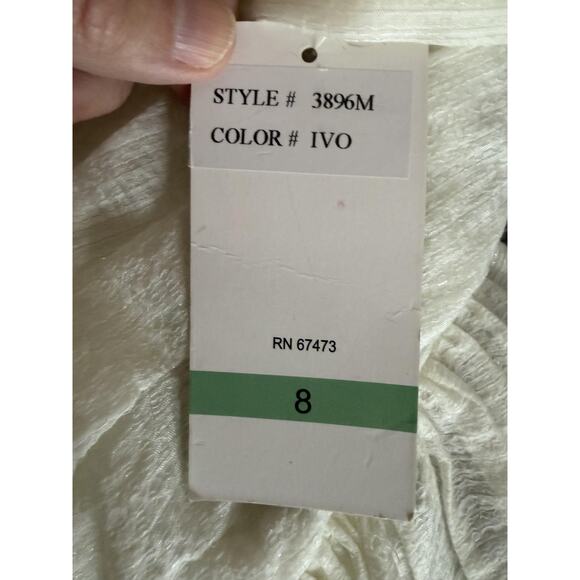 STYLE # 3896M
COLOR # IVO
RN 67473
8